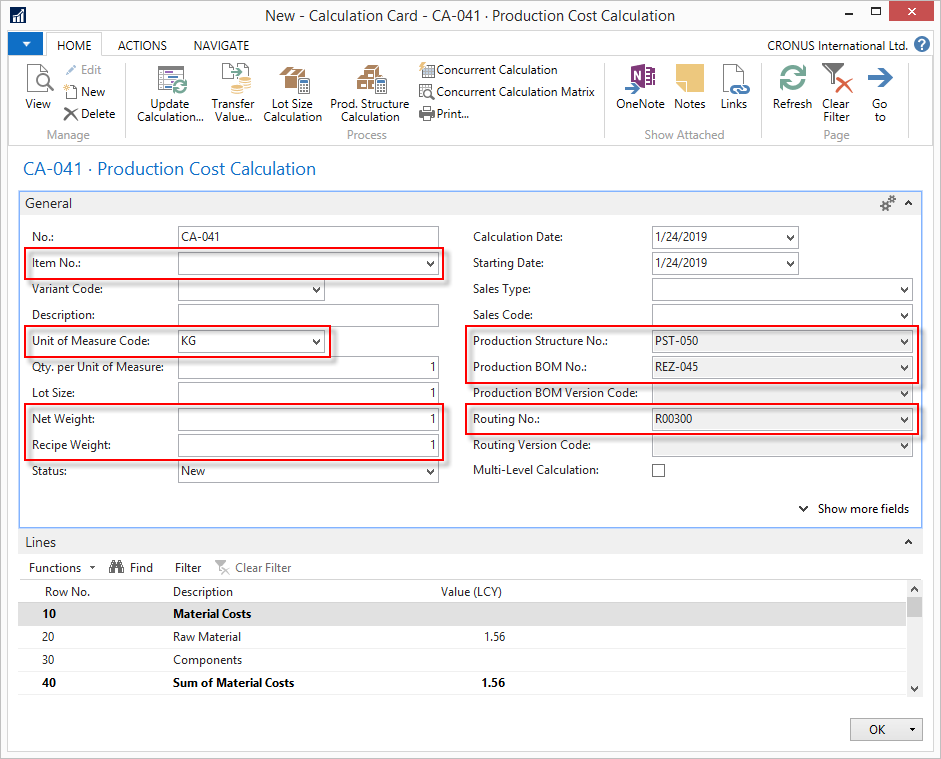 New - Calculation Card - CA-041 · Production Cost Calculation
HOME ACTIONS NAVIGATE CRONUS International Ltd. ?
View Edit New Delete
Manage
Update Calculation... Transfer Value... Lot Size Calculation Prod. Structure Calculation Concurrent Calculation Concurrent Calculation Matrix Print...
Process
OneNote Notes Links
Show Attached
Refresh Clear Filter Go to
Page
CA-041 · Production Cost Calculation
General
No.: CA-041
Item No.:
Variant Code:
Description:
Unit of Measure Code: KG
Qty. per Unit of Measure: 1
Lot Size: 1
Net Weight: 1
Recipe Weight: 1
Status: New
Calculation Date: 1/24/2019
Starting Date: 1/24/2019
Sales Type:
Sales Code:
Production Structure No.: PST-050
Production BOM No.: REZ-045
Production BOM Version Code:
Routing No.: R00300
Routing Version Code:
Multi-Level Calculation:
Show more fields
Lines
Functions Find Filter Clear Filter
Row No. Description Value (LCY)
10 Material Costs
20 Raw Material 1.56
30 Components
40 Sum of Material Costs 1.56
OK